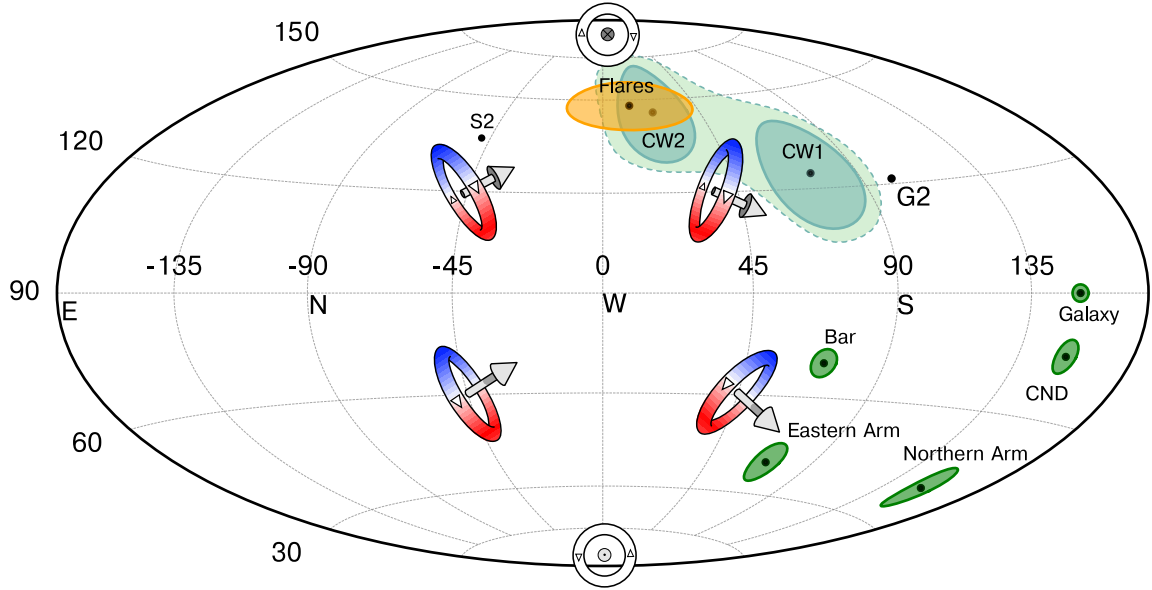 150
Flares
S2
120
CW2
CW1
G2
-135 -90 -45 0 45 90 135
90
E N W S
Galaxy
Bar
CND
60
Eastern Arm
Northern Arm
30